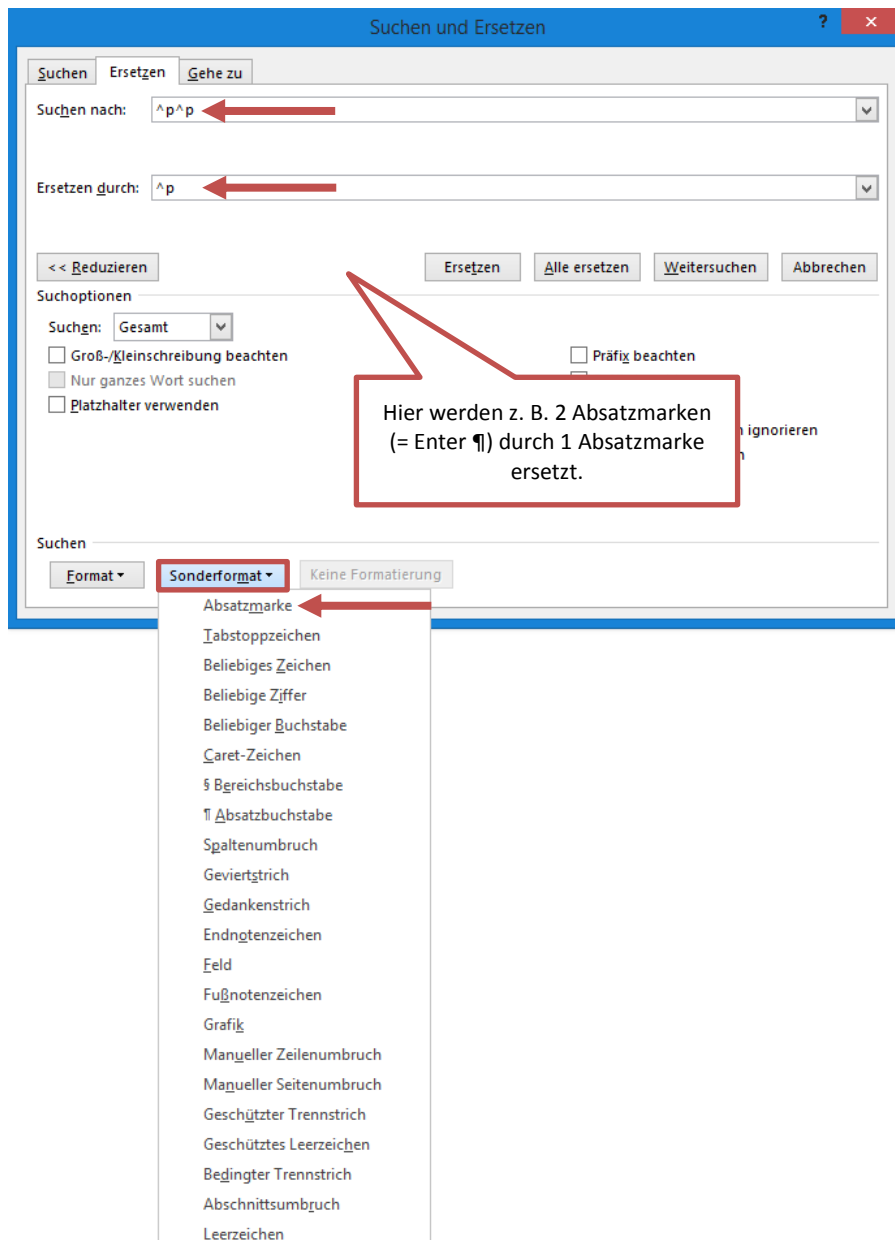 Suchen und Ersetzen
? ×
Suchen Ersetzen Gehe zu
Suchen nach: ^p^p
Ersetzen durch: ^p
<< Reduzieren Ersetzen Alle ersetzen Weitersuchen Abbrechen
Suchoptionen
Suchen: Gesamt
Groß-/Kleinschreibung beachten Präfix beachten
Nur ganzes Wort suchen
Platzhalter verwenden
Hier werden z. B. 2 Absatzmarken
(= Enter ¶) durch 1 Absatzmarke
ersetzt.
ignorieren
Suchen
Format Sonderformat Keine Formatierung
Absatzmarke
Tabstoppzeichen
Beliebiges Zeichen
Beliebige Ziffer
Beliebiger Buchstabe
Caret-Zeichen
§ Bereichsbuchstabe
¶ Absatzbuchstabe
Spaltenumbruch
Geviertstrich
Gedankenstrich
Endnotenzeichen
Feld
Fußnotenzeichen
Grafik
Manueller Zeilenumbruch
Manueller Seitenumbruch
Geschützter Trennstrich
Geschütztes Leerzeichen
Bedingter Trennstrich
Abschnittsumbruch
Leerzeichen